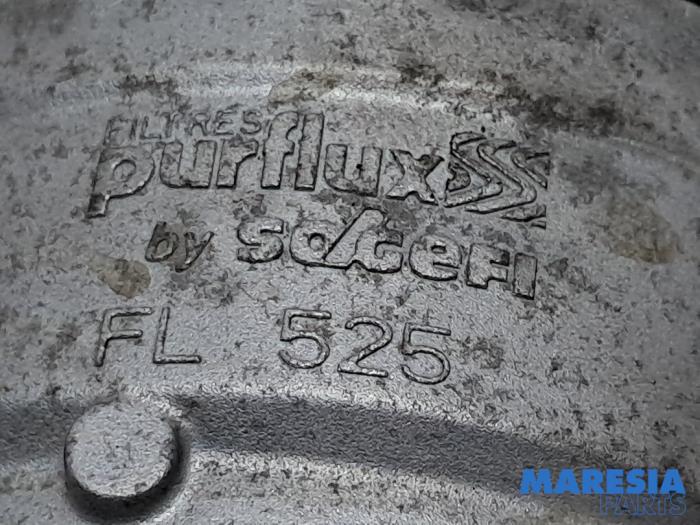 FILTRES
purflux
by sogefi
FL 525
MARESIA
PARTS